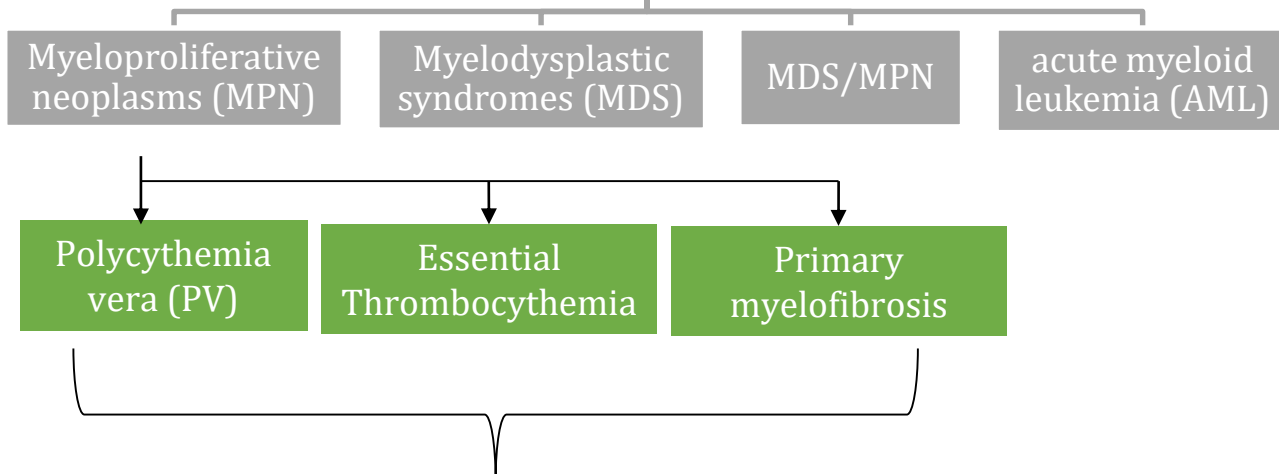 Myeloproliferative
neoplasms (MPN)
Myelodysplastic
syndromes (MDS)
MDS/MPN
acute myeloid
leukemia (AML)
Polycythemia
vera (PV)
Essential
Thrombocythemia
Primary
myelofibrosis